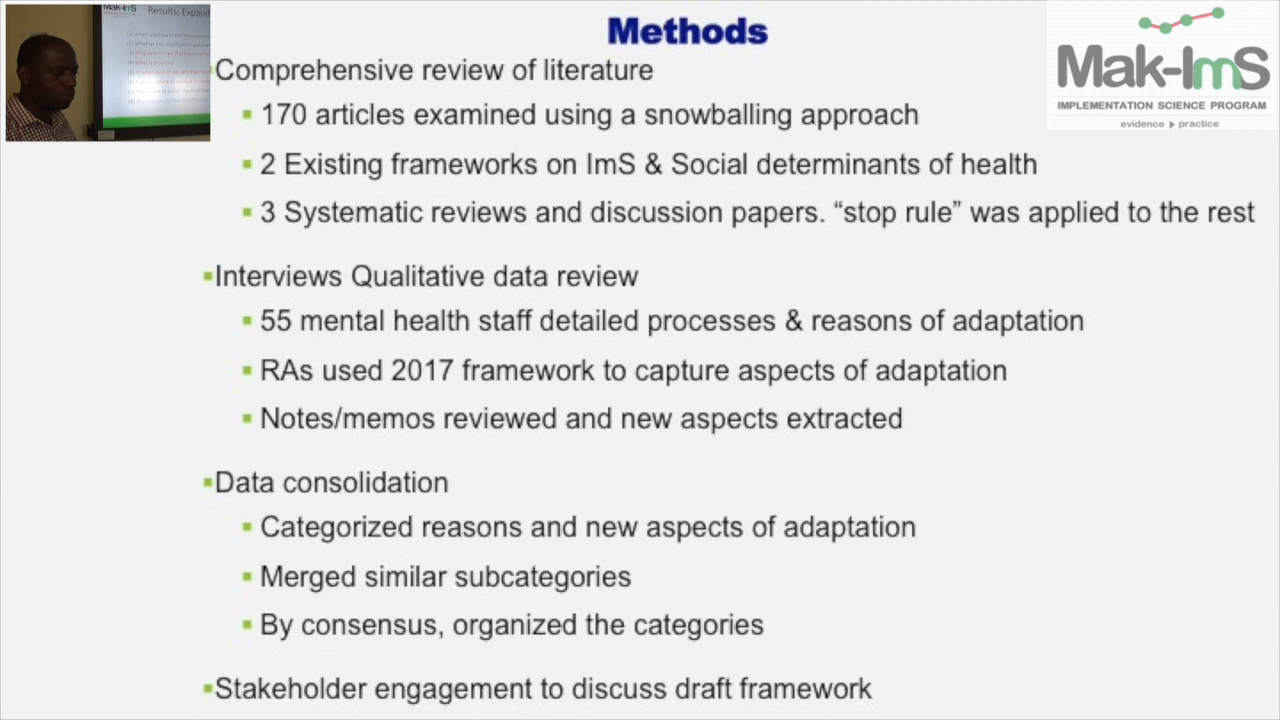 Mak-ImS
Results, Expand
Methods
Mak-ImS
IMPLEMENTATION SCIENCE PROGRAM
evidence practice
Comprehensive review of literature
170 articles examined using a snowballing approach
2 Existing frameworks on ImS & Social determinants of health
3 Systematic reviews and discussion papers. “stop rule” was applied to the rest
Interviews Qualitative data review
55 mental health staff detailed processes & reasons of adaptation
RAs used 2017 framework to capture aspects of adaptation
Notes/memos reviewed and new aspects extracted
Data consolidation
Categorized reasons and new aspects of adaptation
Merged similar subcategories
By consensus, organized the categories
Stakeholder engagement to discuss draft framework